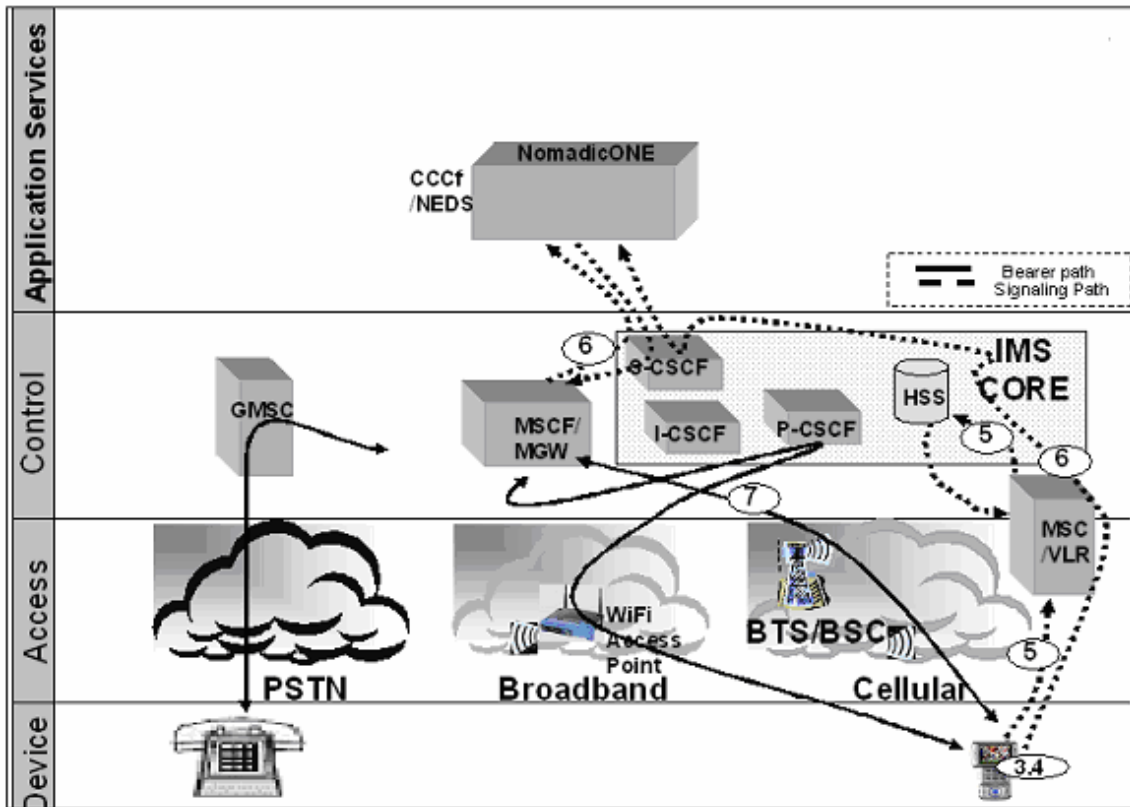 Application Services
NomadicONE
CCCf
/NEDS
Bearer path
Signaling Path
Control
6
S-CSCF
IMS
CORE
GMSC
MSCF/
MGW
I-CSCF
P-CSCF
HSS
5
6
7
MSC
/VLR
Access
WiFi
Access
Point
BTS/BSC
5
PSTN
Broadband
Cellular
Device
3.4